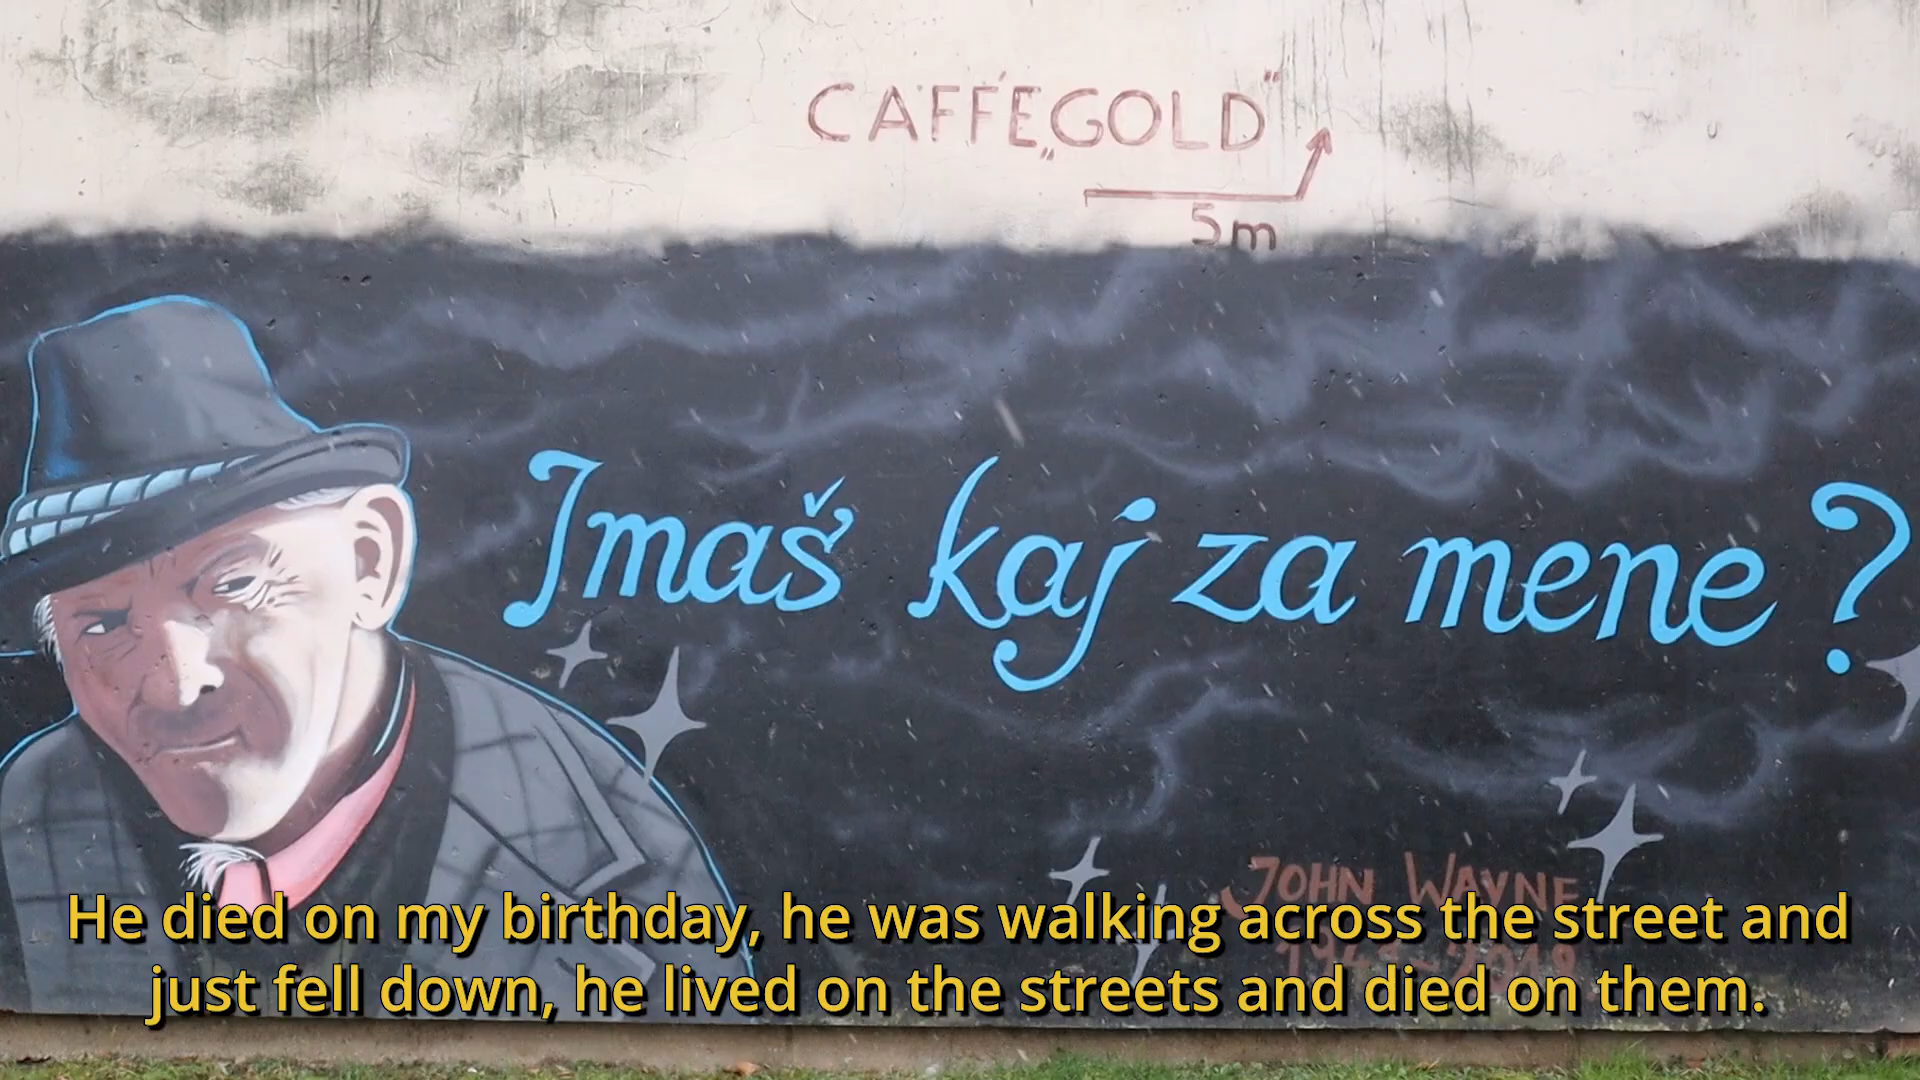 CAFFE „GOLD"
5m
Imaš kaj za mene?
JOHN WAYNE
He died on my birthday, he was walking across the street and
just fell down, he lived on the streets and died on them.